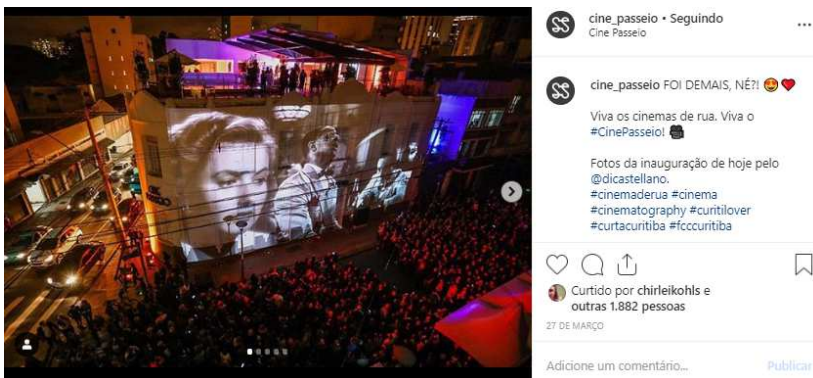 cine_passeio • Seguindo
Cine Passeio
cine_passeio FOI DEMAIS, NÉ?! 😍 ❤️
Viva os cinemas de rua. Viva o
#CinePasseio! 🎥
Fotos da inauguração de hoje pelo
@dicastellano.
#cinemaderua #cinema
#cinematography #curitilover
#curtacuritiba #fcccuritiba
Curtido por chirleikohls e
outras 1.882 pessoas
27 DE MARÇO
Adicione um comentário... Publicar